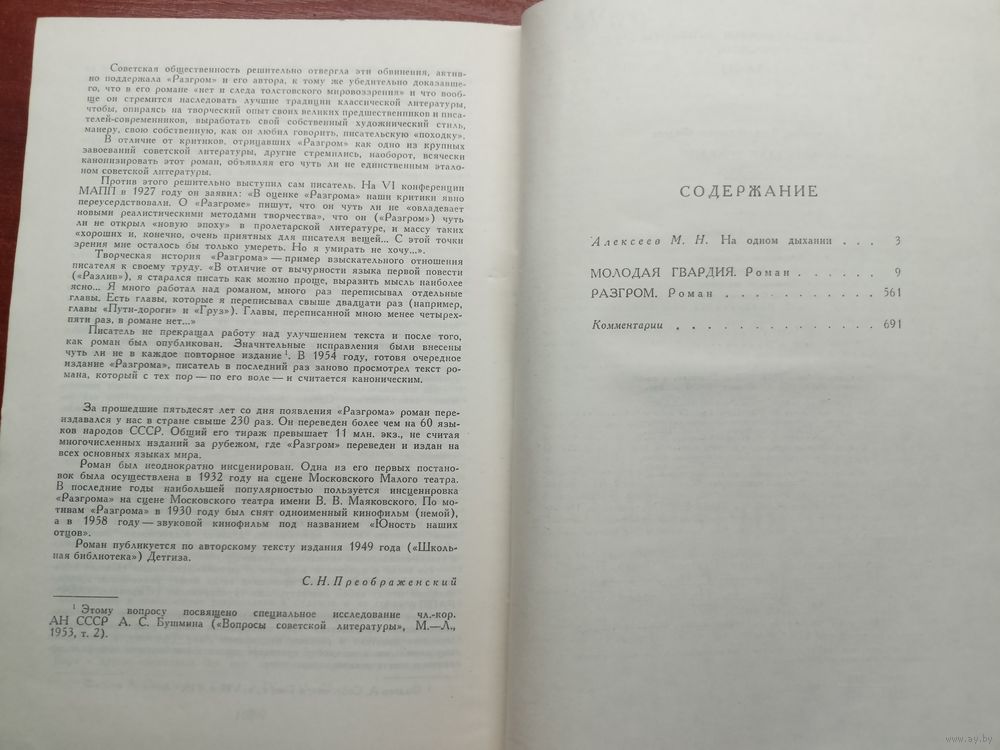 Советская общественность решительно отвергла эти обвинения, актив-
но поддержала «Разгром» и его автора, к тому же убедительно доказавше-
го, что в его романе «нет и следа толстовского мировоззрения» и что вооб-
ще он стремится наследовать лучшие традиции классической литературы,
чтобы, опираясь на творческий опыт своих великих предшественников и писа-
телей-современников, выработать свой собственный художнический стиль,
манеру, свою собственную, как он любил говорить, писательскую «походку».
В отличие от критиков, отрицавших «Разгром» как одно из крупных
завоеваний советской литературы, другие стремились, наоборот, всячески
канонизировать этот роман, объявляя его чуть ли не единственным этало-
ном советской литературы.
Против этого решительно выступил сам писатель. На VI конференции
МАПП в 1927 году он заявил: «В оценке «Разгрома» наши критики явно
переусердствовали. О «Разгроме» пишут, что он чуть ли не «овладевает
новыми реалистическими методами творчества», что он («Разгром») чуть
ли не открыл «новую эпоху» в пролетарской литературе, и массу таких
«хороших и, конечно, очень приятных для писателя вещей... С этой точки
зрения мне осталось бы только умереть. Но я умирать не хочу...».
Творческая история «Разгрома» — пример взыскательного отношения
писателя к своему труду. «В отличие от вычурности языка первой повести
(«Разлив»), я старался писать как можно проще, выразить мысль наиболее
ясно... Я много работал над романом, много раз переписывал отдельные
главы. Есть главы, которые я переписывал свыше двадцати раз (например,
главы «Пути-дороги» и «Груз»). Главы, переписанной мною менее четырех-
пяти раз, в романе нет...»
Писатель не прекращал работу над улучшением текста и после того,
как роман был опубликован. Значительные исправления были внесены
чуть ли не в каждое повторное издание¹. В 1954 году, готовя очередное
издание «Разгрома», писатель в последний раз заново просмотрел текст ро-
мана, который с тех пор — по его воле — и считается каноническим.
За прошедшие пятьдесят лет со дня появления «Разгрома» роман пере-
издавался у нас в стране свыше 230 раз. Он переведен более чем на 60 язы-
ков народов СССР. Общий его тираж превышает 11 млн. экз., не считая
многочисленных изданий за рубежом, где «Разгром» переведен и издан на
всех основных языках мира.
Роман был неоднократно инсценирован. Одна из его первых постано-
вок была осуществлена в 1932 году на сцене Московского Малого театра.
В последние годы наибольшей популярностью пользуется инсценировка
«Разгрома» на сцене Московского театра имени В. В. Маяковского. По мо-
тивам «Разгрома» в 1930 году был снят одноименный кинофильм (немой),
а в 1958 году — звуковой кинофильм под названием «Юность наших
отцов».
Роман публикуется по авторскому тексту издания 1949 года («Школь-
ная библиотека») Детгиза.
С. Н. Преображенский
¹ Этому вопросу посвящено специальное исследование чл.-кор.
АН СССР А. С. Бушмина («Вопросы советской литературы», М.—Л.,
1953, т. 2).
СОДЕРЖАНИЕ
Алексеев М. Н. На одном дыхании . . . 3
МОЛОДАЯ ГВАРДИЯ. Роман . . . . . . 9
РАЗГРОМ. Роман . . . . . . . . . . . 561
Комментарии . . . . . . . . . . . . . . 691
www.ay.by